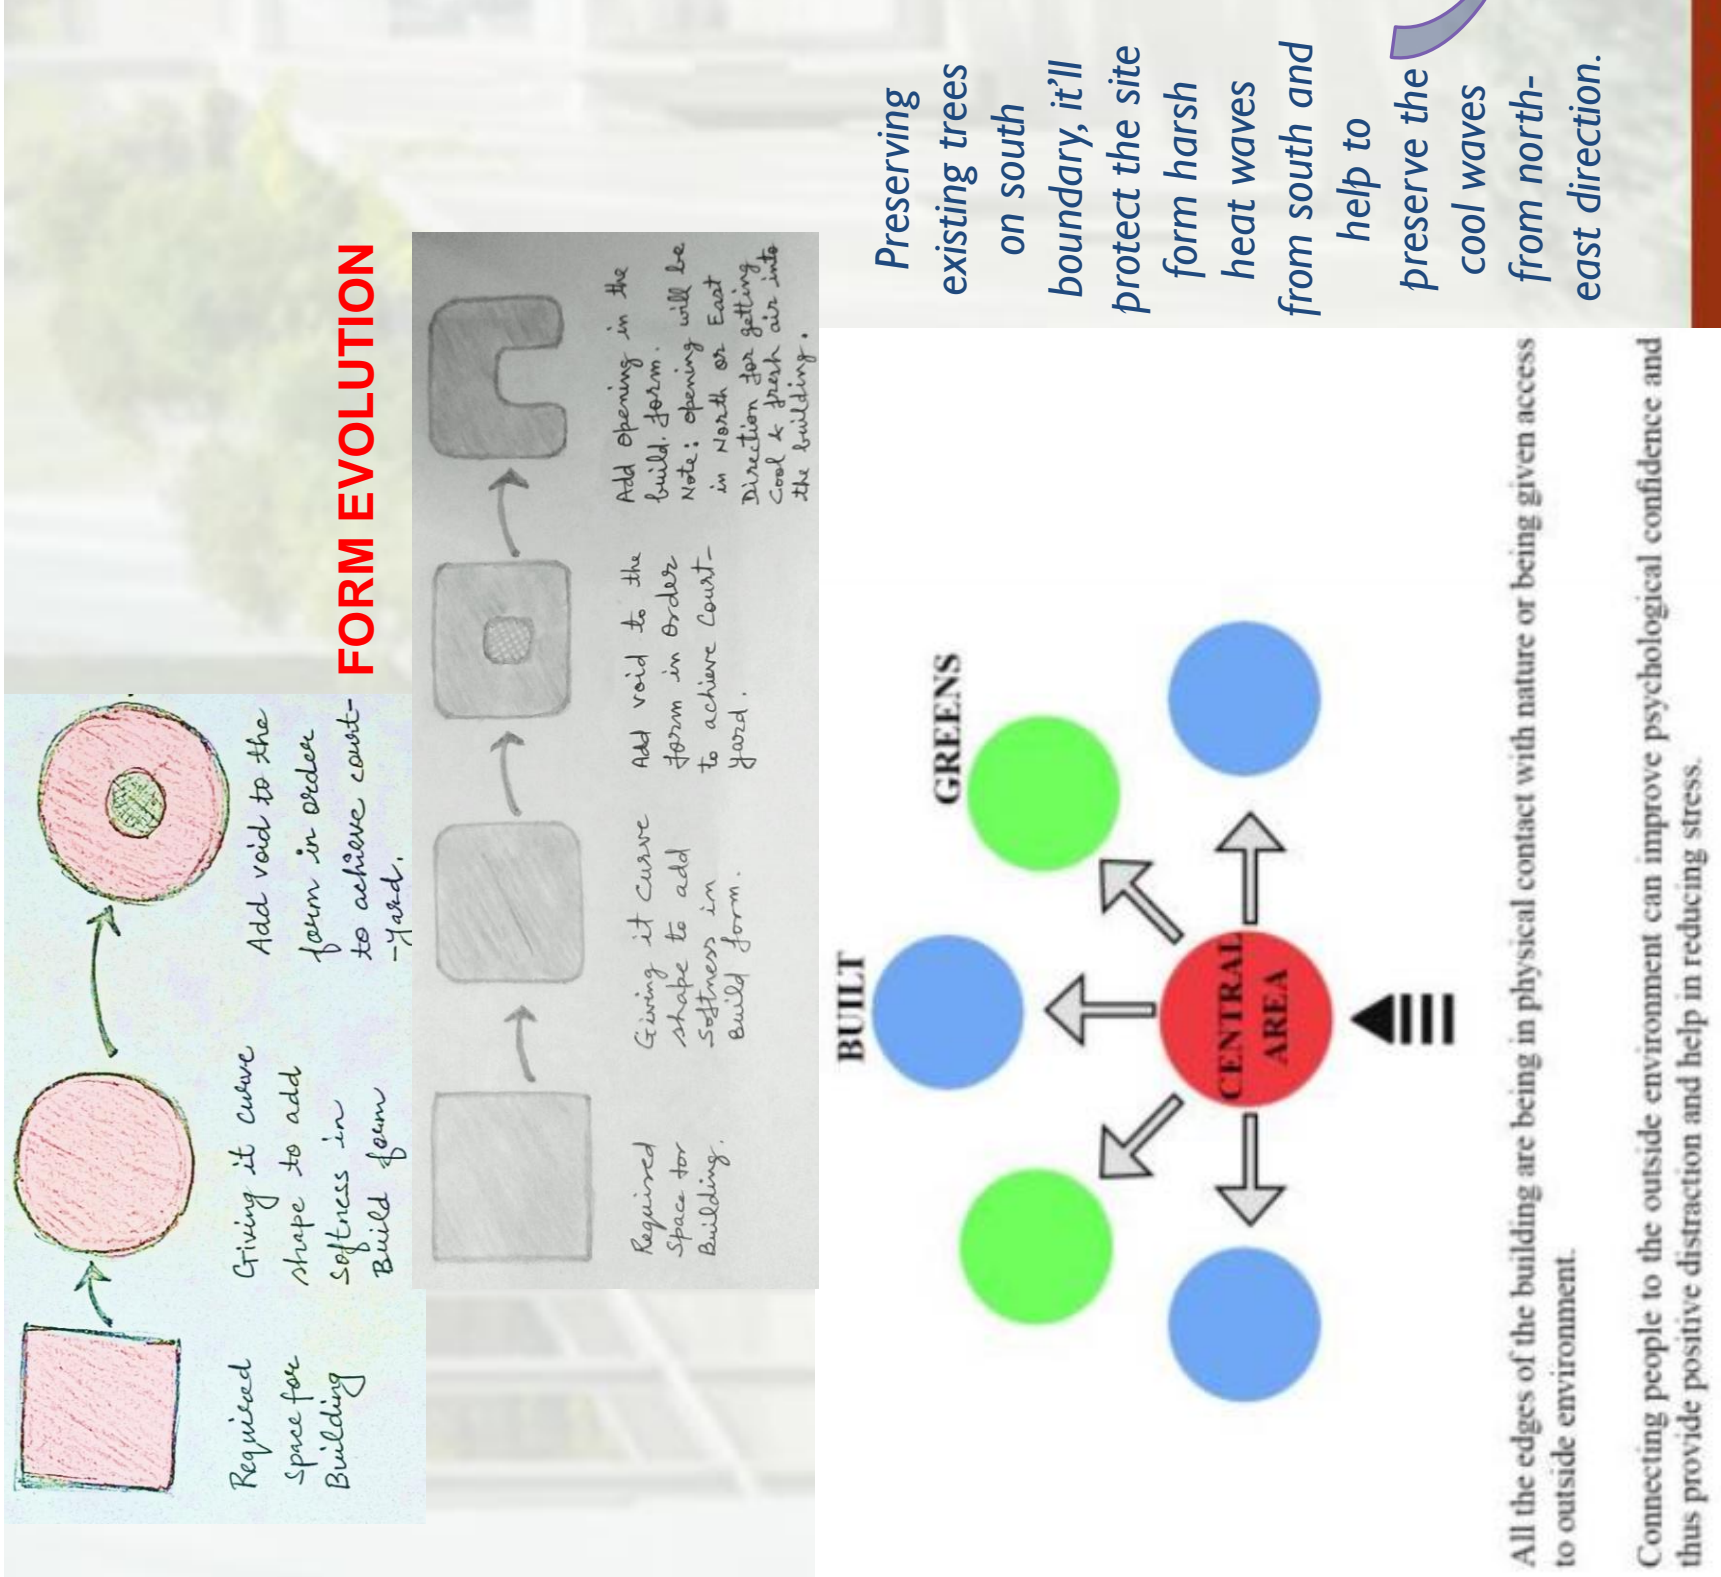 FORM EVOLUTION
Required
Space for
Building
Giving it curve
shape to add
Softness in
Build form
Add void to the
form in order
to achieve court-
-yard.
Required
Space for
Building.
Giving it curve
shape to add
Softness in
Build form.
Add void to the
form in order
to achieve Court-
yard.
Add opening in the
build. form.
Note: opening will be
in North or East
Direction for getting
Cool & fresh air into
the building.
BUILT
GREENS
CENTRAL
AREA
All the edges of the building are being in physical contact with nature or being given access
to outside environment.
Connecting people to the outside environment can improve psychological confidence and
thus provide positive distraction and help in reducing stress.
Preserving
existing trees
on south
boundary, it'll
protect the site
form harsh
heat waves
from south and
help to
preserve the
cool waves
from north-
east direction.